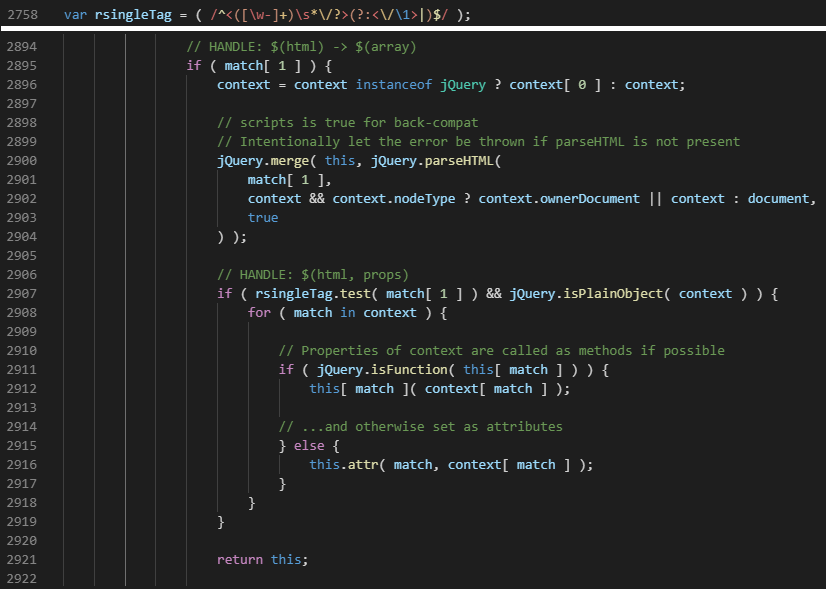 2758 var rsingleTag = ( /^<([\w-]+)\s*\/?>(?:<\/\1>|)$/ );
2894 // HANDLE: $(html) -> $(array)
2895 if ( match[ 1 ] ) {
2896 context = context instanceof jQuery ? context[ 0 ] : context;
2897
2898 // scripts is true for back-compat
2899 // Intentionally let the error be thrown if parseHTML is not present
2900 jQuery.merge( this, jQuery.parseHTML(
2901 match[ 1 ],
2902 context && context.nodeType ? context.ownerDocument || context : document,
2903 true
2904 ) );
2905
2906 // HANDLE: $(html, props)
2907 if ( rsingleTag.test( match[ 1 ] ) && jQuery.isPlainObject( context ) ) {
2908 for ( match in context ) {
2909
2910 // Properties of context are called as methods if possible
2911 if ( jQuery.isFunction( this[ match ] ) ) {
2912 this[ match ]( context[ match ] );
2913
2914 // ...and otherwise set as attributes
2915 } else {
2916 this.attr( match, context[ match ] );
2917 }
2918 }
2919 }
2920
2921 return this;
2922